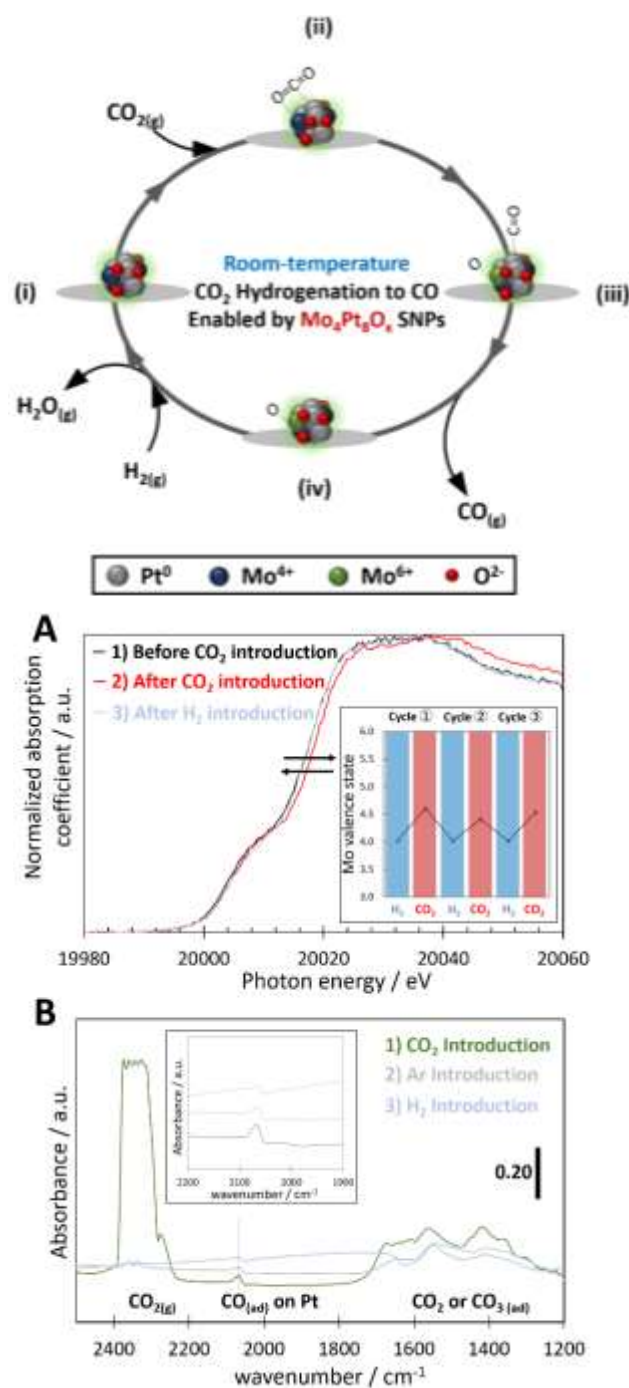 (ii)
O=C=O
CO2(g)
C=O
O
Room-temperature
(i)
CO2 Hydrogenation to CO
(iii)
Enabled by Mo4Pt8Ox SNPs
H2O(g)
O
H2(g)
(iv)
CO(g)
Pt0 Mo4+ Mo6+ O2-
A
1) Before CO2 introduction
2) After CO2 introduction
3) After H2 introduction
Normalized absorption
coefficient / a.u.
Cycle ① Cycle ② Cycle ③
Mo valence state
6.0
5.5
5.0
4.5
4.0
3.5
3.0
H2 CO2 H2 CO2 H2 CO2
19980 20000 20020 20040 20060
Photon energy / eV
B
1) CO2 Introduction
2) Ar Introduction
3) H2 Introduction
Absorbance / a.u.
Absorbance / a.u.
2200 2100 2000 1900
wavenumber / cm-1
0.20
CO2(g) CO(ad) on Pt CO2 or CO3 (ad)
2400 2200 2000 1800 1600 1400 1200
wavenumber / cm-1